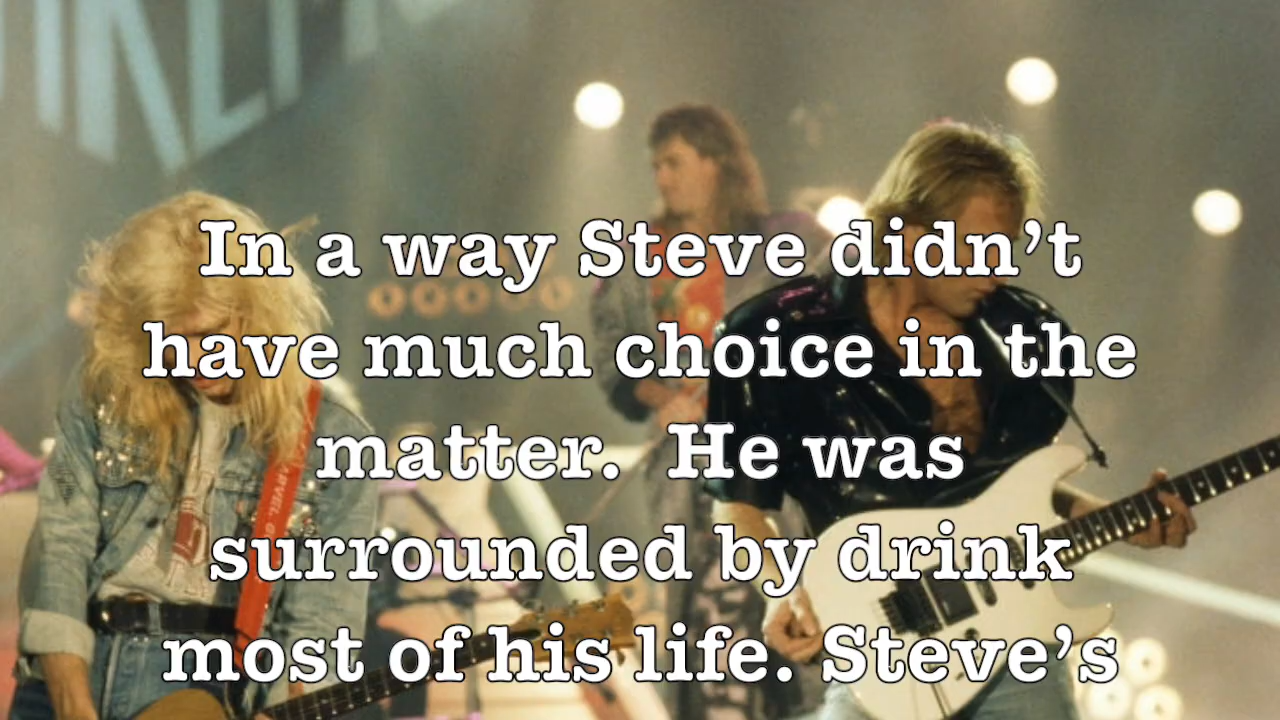 In a way Steve didn’t
have much choice in the
matter.  He was
surrounded by drink
most of his life. Steve’s